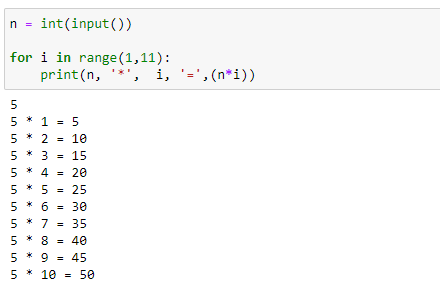 n = int(input())
for i in range(1,11):
    print(n, '*',  i, '=',(n*i))
5
5 * 1 = 5
5 * 2 = 10
5 * 3 = 15
5 * 4 = 20
5 * 5 = 25
5 * 6 = 30
5 * 7 = 35
5 * 8 = 40
5 * 9 = 45
5 * 10 = 50